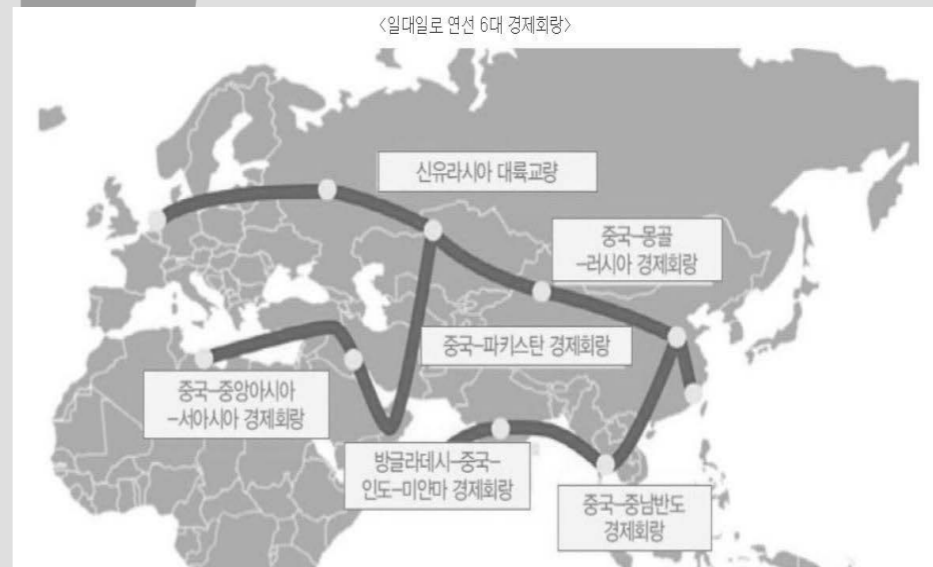 〈일대일로 연선 6대 경제회랑〉
신유라시아 대륙교량
중국-몽골
-러시아 경제회랑
중국-파키스탄 경제회랑
중국-중앙아시아
-서아시아 경제회랑
방글라데시-중국-
인도-미얀마 경제회랑
중국-중남반도
경제회랑